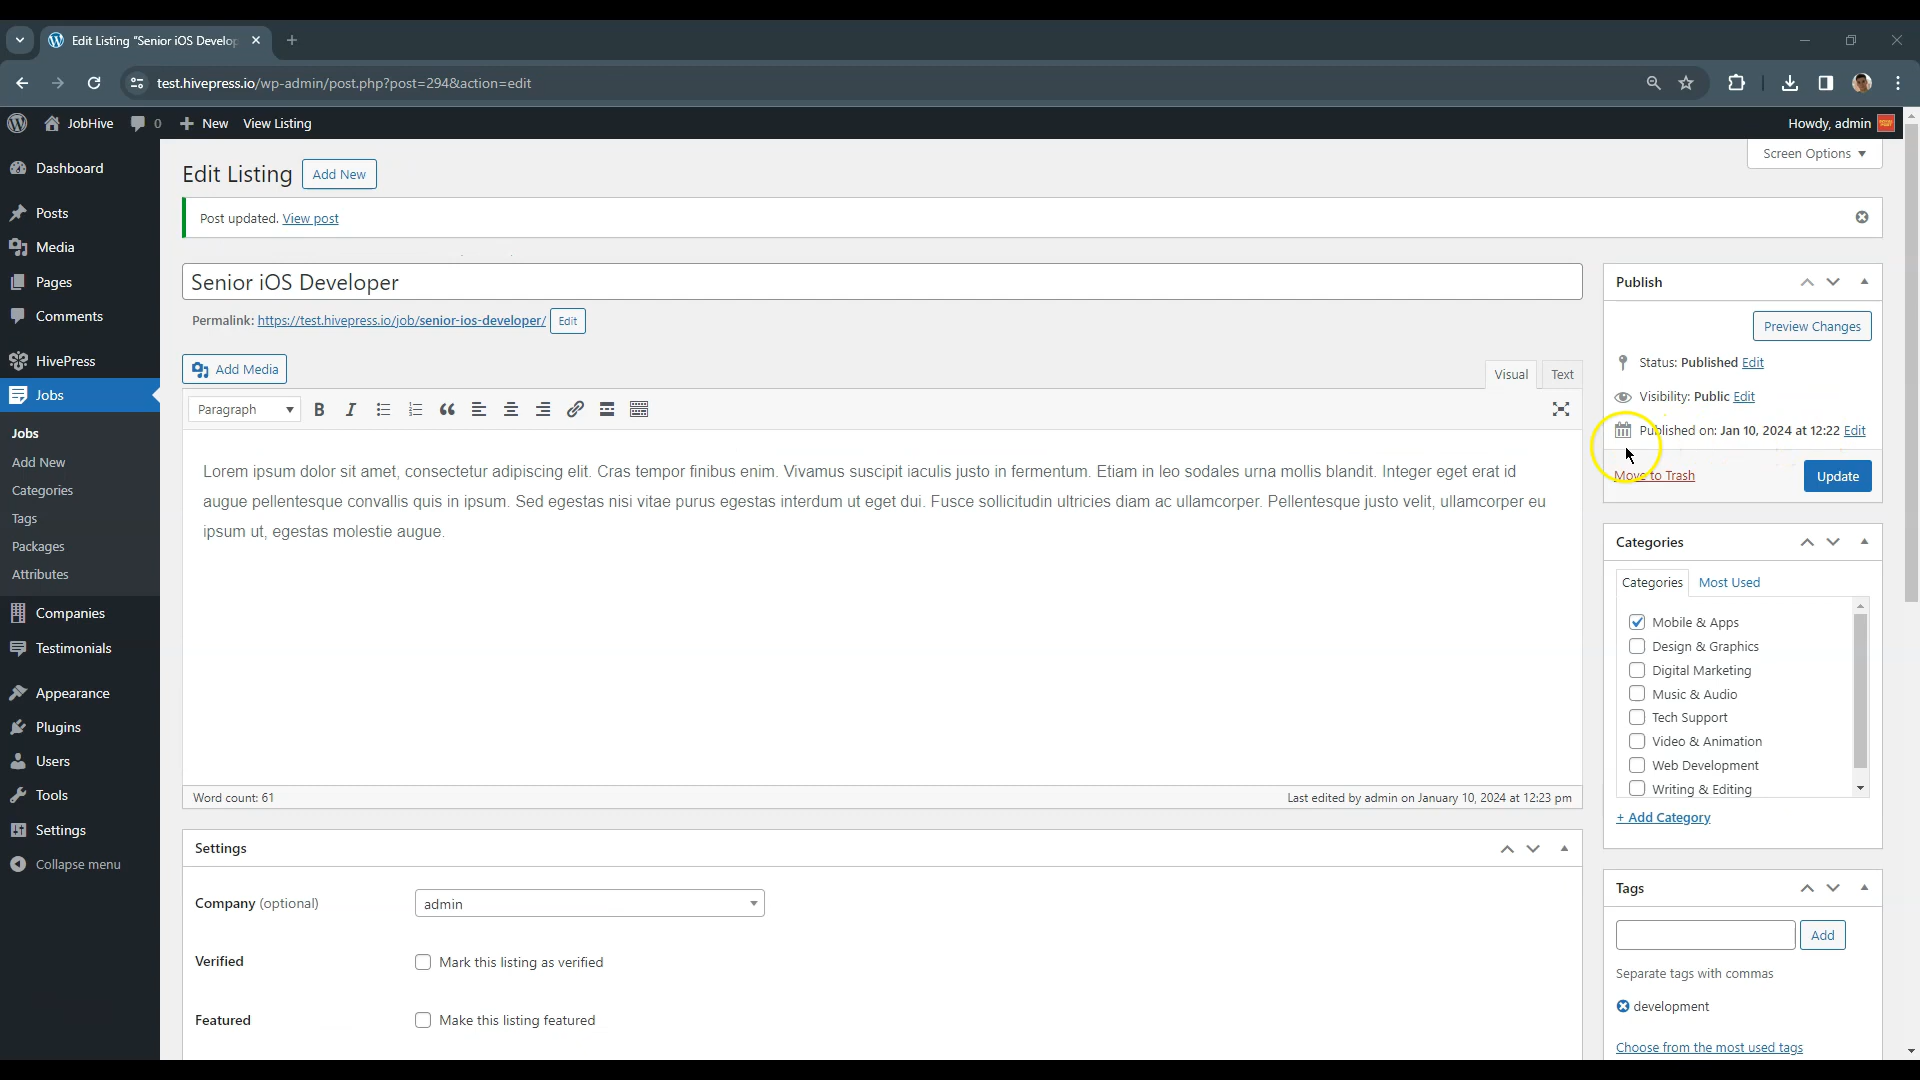 Edit Listing "Senior iOS Develop
test.hivepress.io/wp-admin/post.php?post=294&action=edit
JobHive 0 New View Listing Howdy, admin
Screen Options
Dashboard
Posts
Media
Pages
Comments
HivePress
Jobs
Jobs
Add New
Categories
Tags
Packages
Attributes
Companies
Testimonials
Appearance
Plugins
Users
Tools
Settings
Collapse menu
Edit Listing Add New
Post updated. View post
Senior iOS Developer
Permalink: https://test.hivepress.io/job/senior-ios-developer/ Edit
Add Media
Visual Text
Paragraph
Lorem ipsum dolor sit amet, consectetur adipiscing elit. Cras tempor finibus enim. Vivamus suscipit iaculis justo in fermentum. Etiam in leo sodales urna mollis blandit. Integer eget erat id
augue pellentesque convallis quis in ipsum. Sed egestas nisi vitae purus egestas interdum ut eget dui. Fusce sollicitudin ultricies diam ac ullamcorper. Pellentesque justo velit, ullamcorper eu
ipsum ut, egestas molestie augue.
Word count: 61
Last edited by admin on January 10, 2024 at 12:23 pm
Settings
Company (optional)
admin
Verified
Mark this listing as verified
Featured
Make this listing featured
Publish
Preview Changes
Status: Published Edit
Visibility: Public Edit
Published on: Jan 10, 2024 at 12:22 Edit
Move to Trash
Update
Categories
Categories Most Used
Mobile & Apps
Design & Graphics
Digital Marketing
Music & Audio
Tech Support
Video & Animation
Web Development
Writing & Editing
+ Add Category
Tags
Add
Separate tags with commas
development
Choose from the most used tags